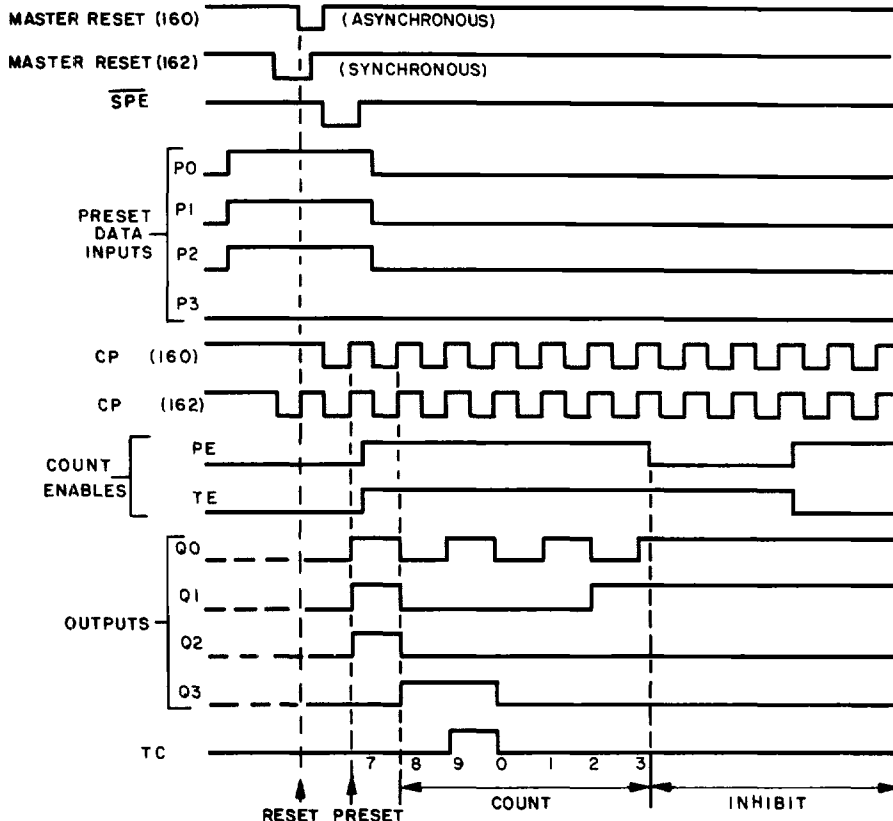 MASTER RESET (160)
(ASYNCHRONOUS)
MASTER RESET (162)
(SYNCHRONOUS)
SPE
PRESET
DATA
INPUTS
P0
P1
P2
P3
CP (160)
CP (162)
COUNT
ENABLES
PE
TE
OUTPUTS
Q0
Q1
Q2
Q3
TC
7 8 9 0 1 2 3
RESET PRESET COUNT INHIBIT